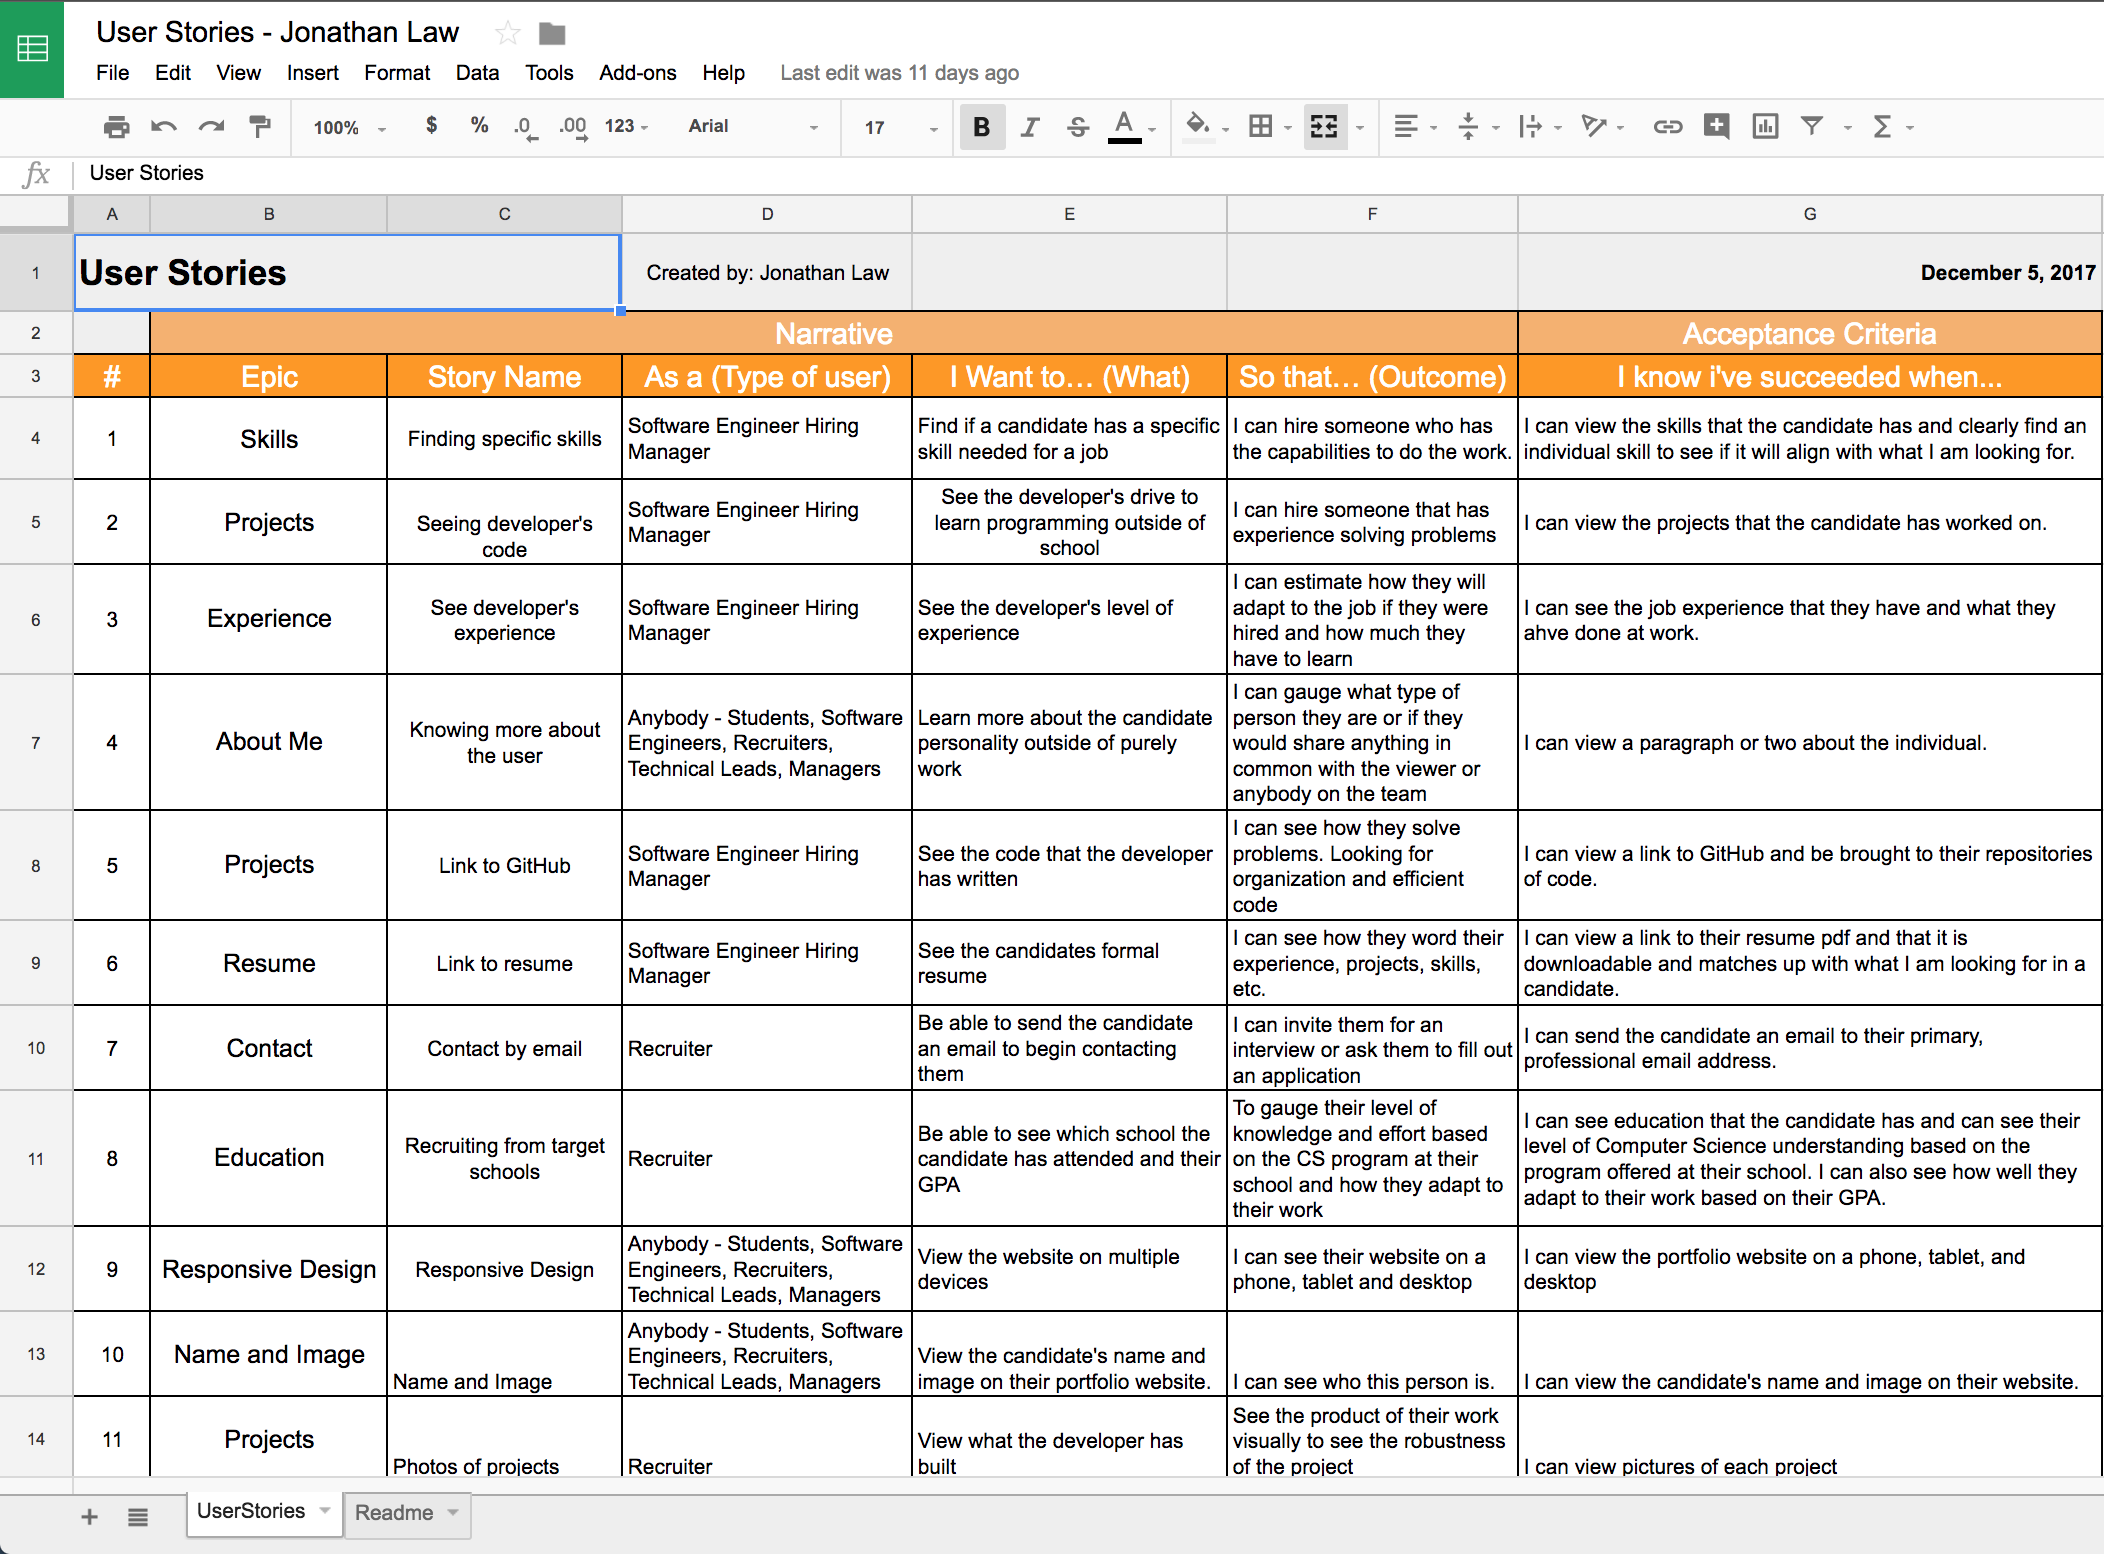 User Stories - Jonathan Law
File Edit View Insert Format Data Tools Add-ons Help Last edit was 11 days ago
100% $ % .0 .00 123 Arial 17 B I S A
fx User Stories
A B C D E F G
1 User Stories Created by: Jonathan Law December 5, 2017
2 Narrative Acceptance Criteria
3 # Epic Story Name As a (Type of user) I Want to... (What) So that... (Outcome) I know i've succeeded when...
4 1 Skills Finding specific skills
Software Engineer Hiring
Manager
Find if a candidate has a specific
skill needed for a job
I can hire someone who has
the capabilities to do the work.
I can view the skills that the candidate has and clearly find an
individual skill to see if it will align with what I am looking for.
5 2 Projects
Seeing developer's
code
Software Engineer Hiring
Manager
See the developer's drive to
learn programming outside of
school
I can hire someone that has
experience solving problems
I can view the projects that the candidate has worked on.
6 3 Experience
See developer's
experience
Software Engineer Hiring
Manager
See the developer's level of
experience
I can estimate how they will
adapt to the job if they were
hired and how much they
have to learn
I can see the job experience that they have and what they
ahve done at work.
7 4 About Me
Knowing more about
the user
Anybody - Students, Software
Engineers, Recruiters,
Technical Leads, Managers
Learn more about the candidate
personality outside of purely
work
I can gauge what type of
person they are or if they
would share anything in
common with the viewer or
anybody on the team
I can view a paragraph or two about the individual.
8 5 Projects Link to GitHub
Software Engineer Hiring
Manager
See the code that the developer
has written
I can see how they solve
problems. Looking for
organization and efficient
code
I can view a link to GitHub and be brought to their repositories
of code.
9 6 Resume Link to resume
Software Engineer Hiring
Manager
See the candidates formal
resume
I can see how they word their
experience, projects, skills,
etc.
I can view a link to their resume pdf and that it is
downloadable and matches up with what I am looking for in a
candidate.
10 7 Contact Contact by email Recruiter
Be able to send the candidate
an email to begin contacting
them
I can invite them for an
interview or ask them to fill out
an application
I can send the candidate an email to their primary,
professional email address.
11 8 Education
Recruiting from target
schools
Recruiter
Be able to see which school the
candidate has attended and their
GPA
To gauge their level of
knowledge and effort based
on the CS program at their
school and how they adapt to
their work
I can see education that the candidate has and can see their
level of Computer Science understanding based on the
program offered at their school. I can also see how well they
adapt to their work based on their GPA.
12 9 Responsive Design Responsive Design
Anybody - Students, Software
Engineers, Recruiters,
Technical Leads, Managers
View the website on multiple
devices
I can see their website on a
phone, tablet and desktop
I can view the portfolio website on a phone, tablet, and
desktop
13 10 Name and Image Name and Image
Anybody - Students, Software
Engineers, Recruiters,
Technical Leads, Managers
View the candidate's name and
image on their portfolio website.
I can see who this person is.
I can view the candidate's name and image on their website.
14 11 Projects Photos of projects Recruiter
View what the developer has
built
See the product of their work
visually to see the robustness
of the project
I can view pictures of each project
UserStories Readme